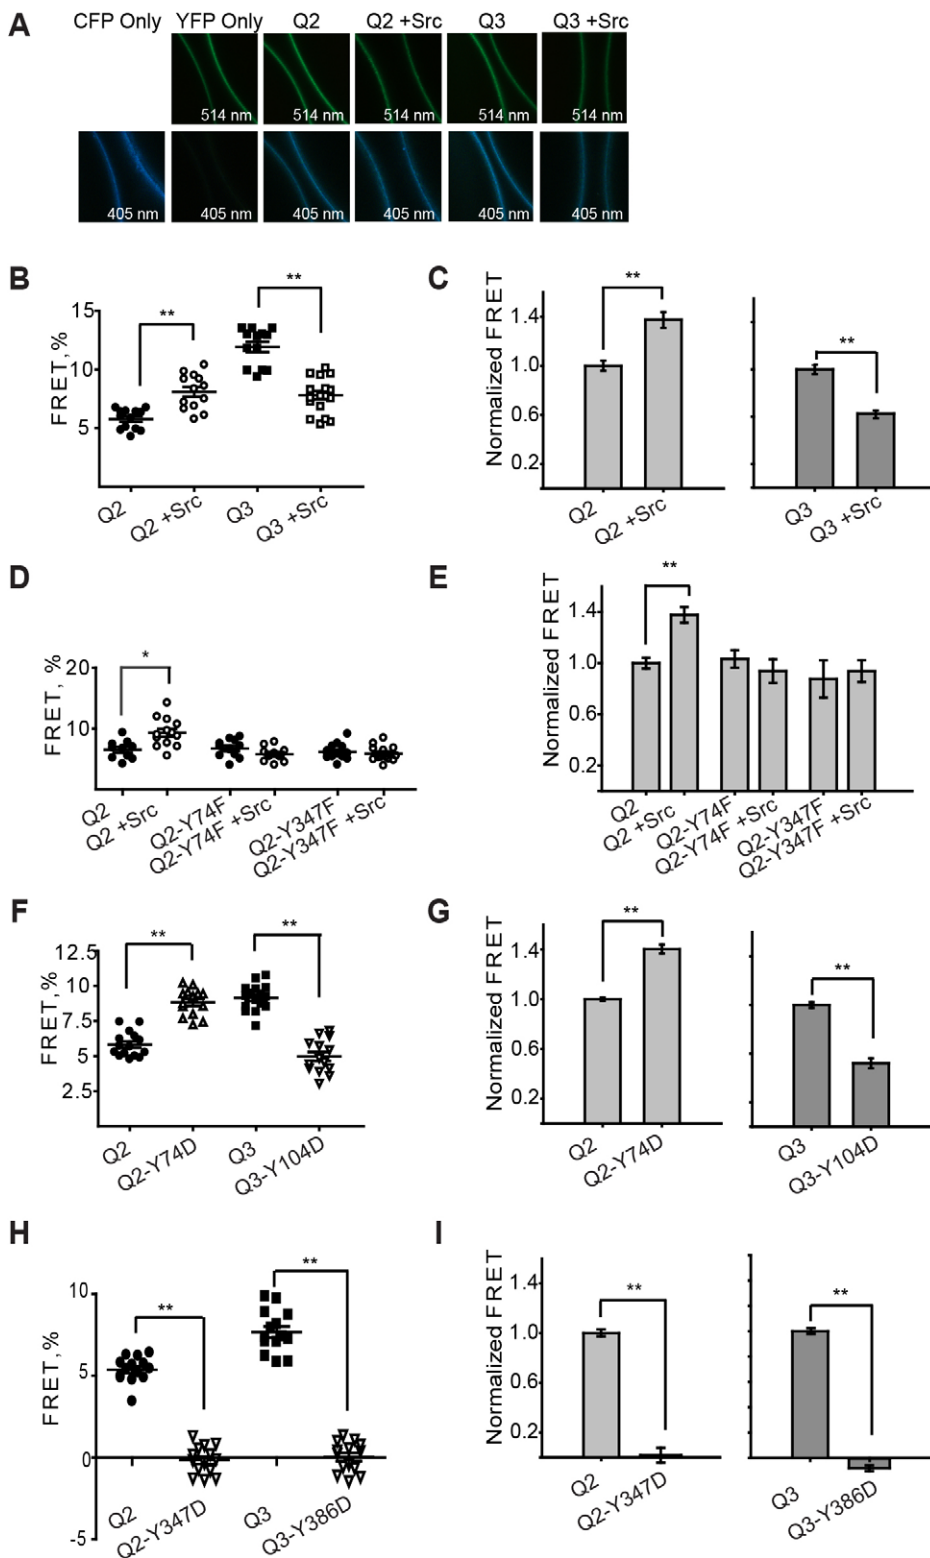 A
CFP Only YFP Only Q2 Q2 +Src Q3 Q3 +Src
514 nm 514 nm 514 nm 514 nm 514 nm
405 nm 405 nm 405 nm 405 nm 405 nm 405 nm
B
FRET, %
15
10
5
** **
Q2 Q2 +Src Q3 Q3 +Src
C
Normalized FRET
1.4
1.0
0.6
0.2
** **
Q2 Q2 +Src Q3 Q3 +Src
D
FRET, %
20
10
*
Q2 Q2 +Src Q2-Y74F Q2-Y74F +Src Q2-Y347F Q2-Y347F +Src
E
Normalized FRET
1.4
1.0
0.6
0.2
**
Q2 Q2 +Src Q2-Y74F Q2-Y74F +Src Q2-Y347F Q2-Y347F +Src
F
FRET, %
12.5
10
7.5
5
2.5
** **
Q2 Q2-Y74D Q3 Q3-Y104D
G
Normalized FRET
1.4
1.0
0.6
0.2
** **
Q2 Q2-Y74D Q3 Q3-Y104D
H
FRET, %
10
5
0
-5
** **
Q2 Q2-Y347D Q3 Q3-Y386D
I
Normalized FRET
1.4
1.0
0.6
0.2
** **
Q2 Q2-Y347D Q3 Q3-Y386D